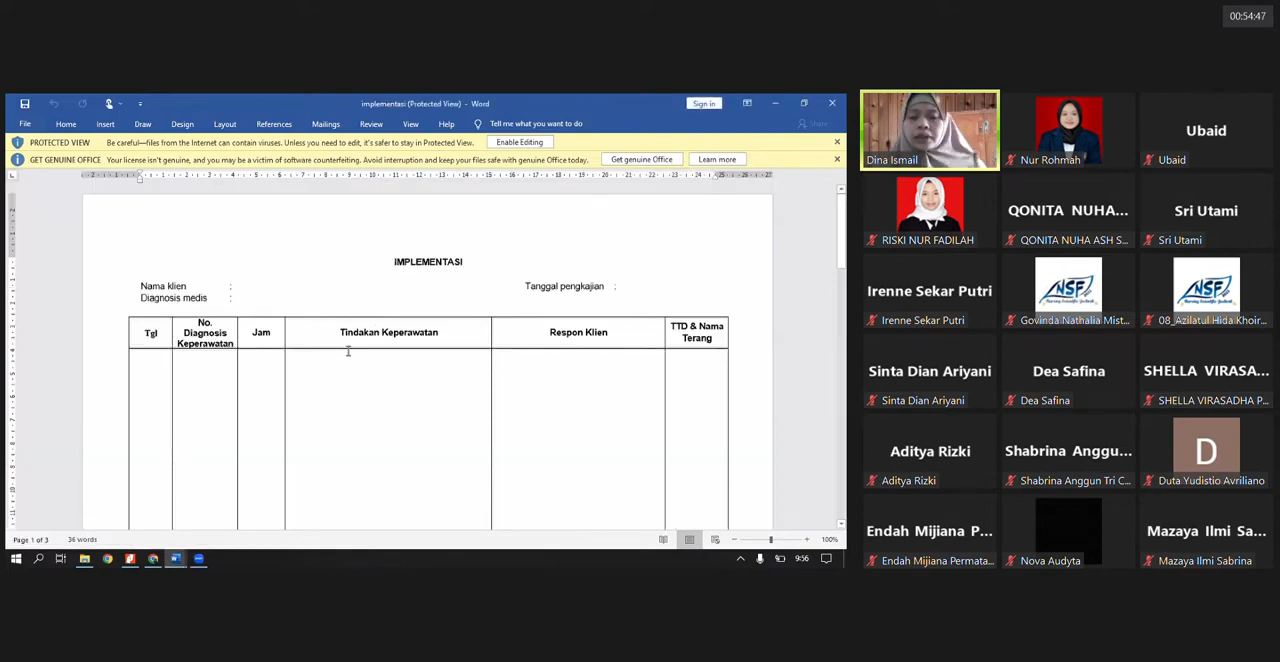 00:54:47
implementasi (Protected View) - Word
Sign in
File Home Insert Draw Design Layout References Mailings Review View Help Tell me what you want to do Share
PROTECTED VIEW Be careful—files from the Internet can contain viruses. Unless you need to edit, it's safer to stay in Protected View. Enable Editing
GET GENUINE OFFICE Your license isn't genuine, and you may be a victim of software counterfeiting. Avoid interruption and keep your files safe with genuine Office today. Get genuine Office Learn more
IMPLEMENTASI
Nama klien : Tanggal pengkajian :
Diagnosis medis :
Tgl
No. Diagnosis Keperawatan
Jam
Tindakan Keperawatan
Respon Klien
TTD & Nama Terang
Page 1 of 3 36 words 100%
9:56
Dina Ismail
Nur Rohmah
Ubaid
Ubaid
RISKI NUR FADILAH
QONITA NUHA...
QONITA NUHA ASH S...
Sri Utami
Sri Utami
Irenne Sekar Putri
Irenne Sekar Putri
NSF
Govinda Nathalia Mist...
NSF
08_Azilatul Hida Khoir...
Sinta Dian Ariyani
Sinta Dian Ariyani
Dea Safina
Dea Safina
SHELLA VIRASA...
SHELLA VIRASADHA P...
Aditya Rizki
Aditya Rizki
Shabrina Anggu...
Shabrina Anggun Tri C...
D
Duta Yudistio Avriliano
Endah Mijiana P...
Endah Mijiana Permata...
Nova Audyta
Mazaya Ilmi Sa...
Mazaya Ilmi Sabrina